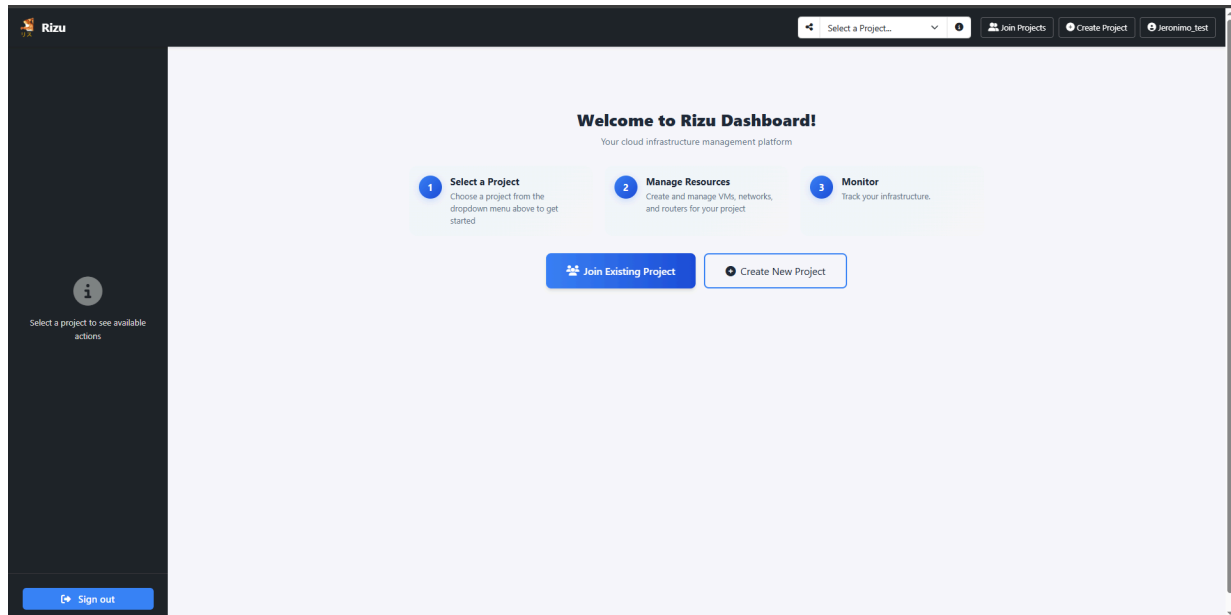 Rizu
リス
Select a Project...
Join Projects
Create Project
Jeronimo_test
Welcome to Rizu Dashboard!
Your cloud infrastructure management platform
1
Select a Project
Choose a project from the
dropdown menu above to get
started
2
Manage Resources
Create and manage VMs, networks,
and routers for your project
3
Monitor
Track your infrastructure.
Join Existing Project
Create New Project
Select a project to see available
actions
Sign out